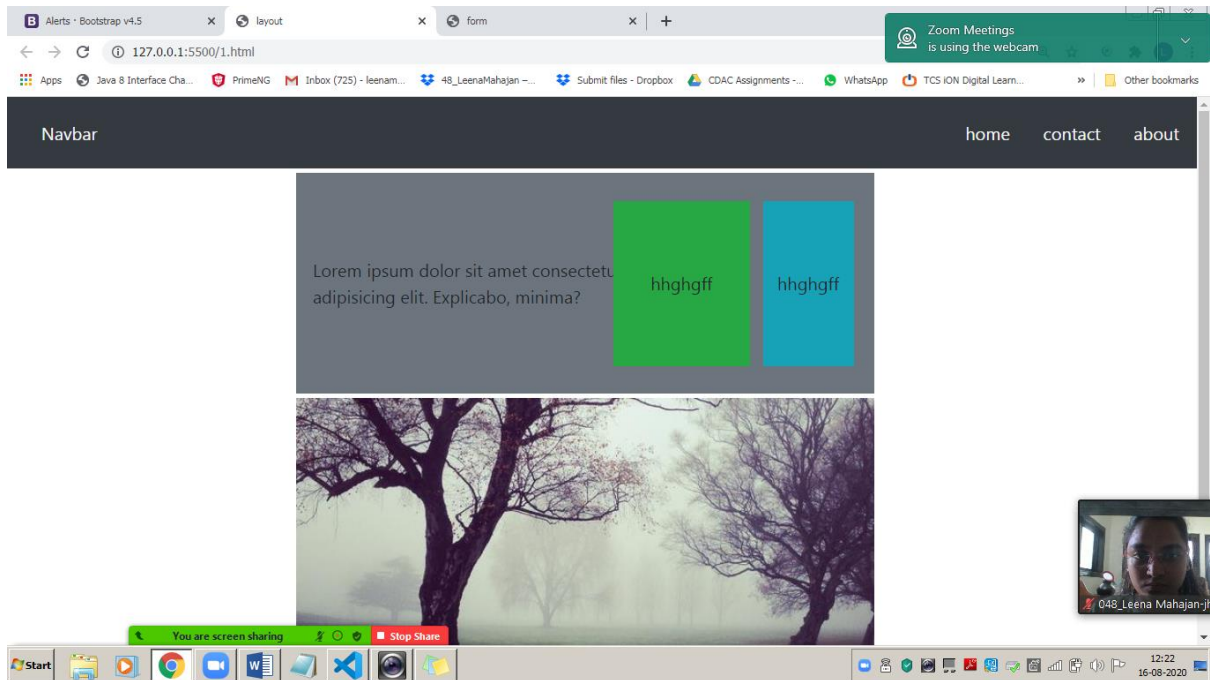 Alerts · Bootstrap v4.5
layout
form
Zoom Meetings
is using the webcam
127.0.0.1:5500/1.html
Apps
Java 8 Interface Cha...
PrimeNG
Inbox (725) - leenam...
48_LeenaMahajan –...
Submit files - Dropbox
CDAC Assignments -...
WhatsApp
TCS iON Digital Learn...
Other bookmarks
Navbar
home
contact
about
Lorem ipsum dolor sit amet consectetu
adipisicing elit. Explicabo, minima?
hhghgff
hhghgff
048_Leena Mahajan-jh
You are screen sharing
Stop Share
Start
12:22
16-08-2020